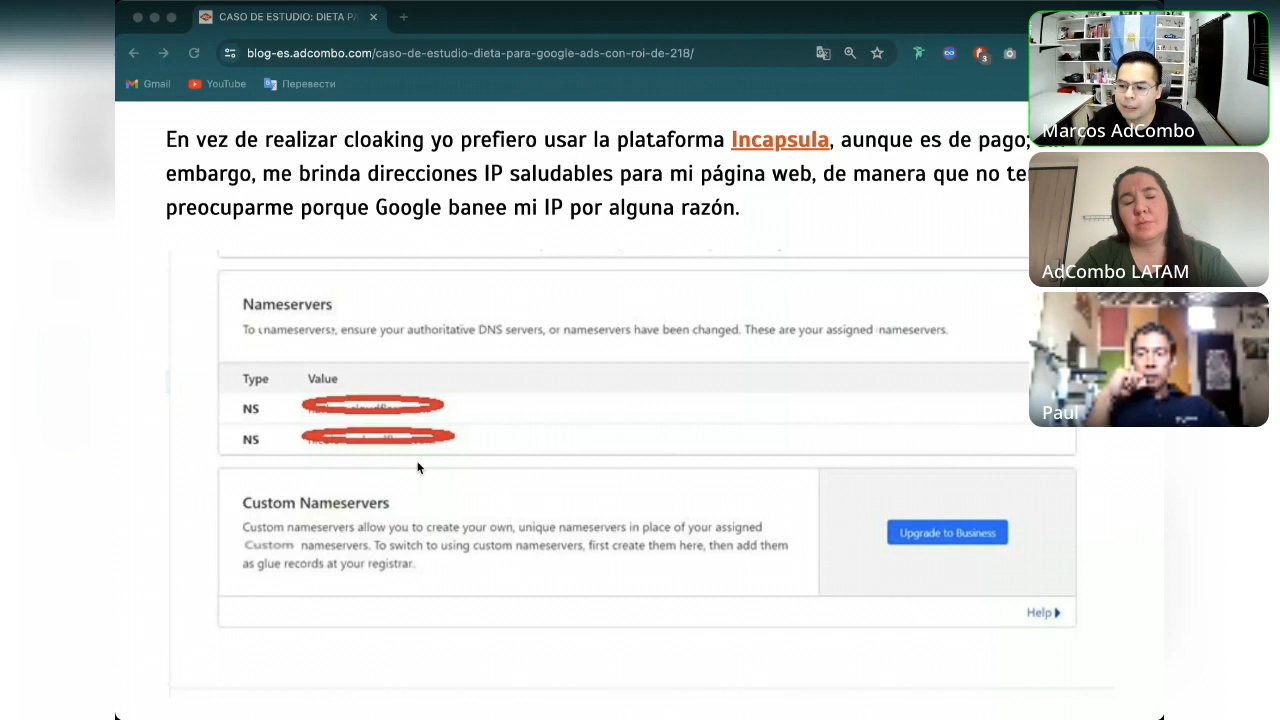 CASO DE ESTUDIO: DIETA PA
blog-es.adcombo.com/caso-de-estudio-dieta-para-google-ads-con-roi-de-218/
3
Gmail
YouTube
Перевести
En vez de realizar cloaking yo prefiero usar la plataforma Incapsula, aunque es de pago;
embargo, me brinda direcciones IP saludables para mi página web, de manera que no te
preocuparme porque Google banee mi IP por alguna razón.
Nameservers
To nameservers, ensure your authoritative DNS servers, or nameservers have been changed. These are your assigned nameservers.
Type Value
NS
NS
Custom Nameservers
Custom nameservers allow you to create your own, unique nameservers in place of your assigned
Custom nameservers. To switch to using custom nameservers, first create them here, then add them
as glue records at your registrar.
Upgrade to Business
Help
Marcos AdCombo
AdCombo LATAM
Paul